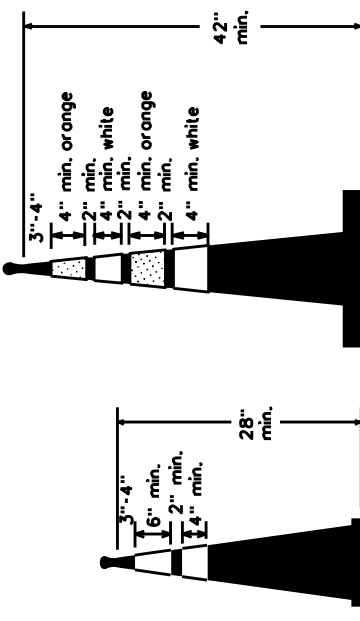 42"
min.
3"-4"
4" min. orange
2" min.
4" min. white
2" min.
4" min. orange
2" min.
4" min. white
28"
min.
3"-4"
6" min.
2" min.
4" min.